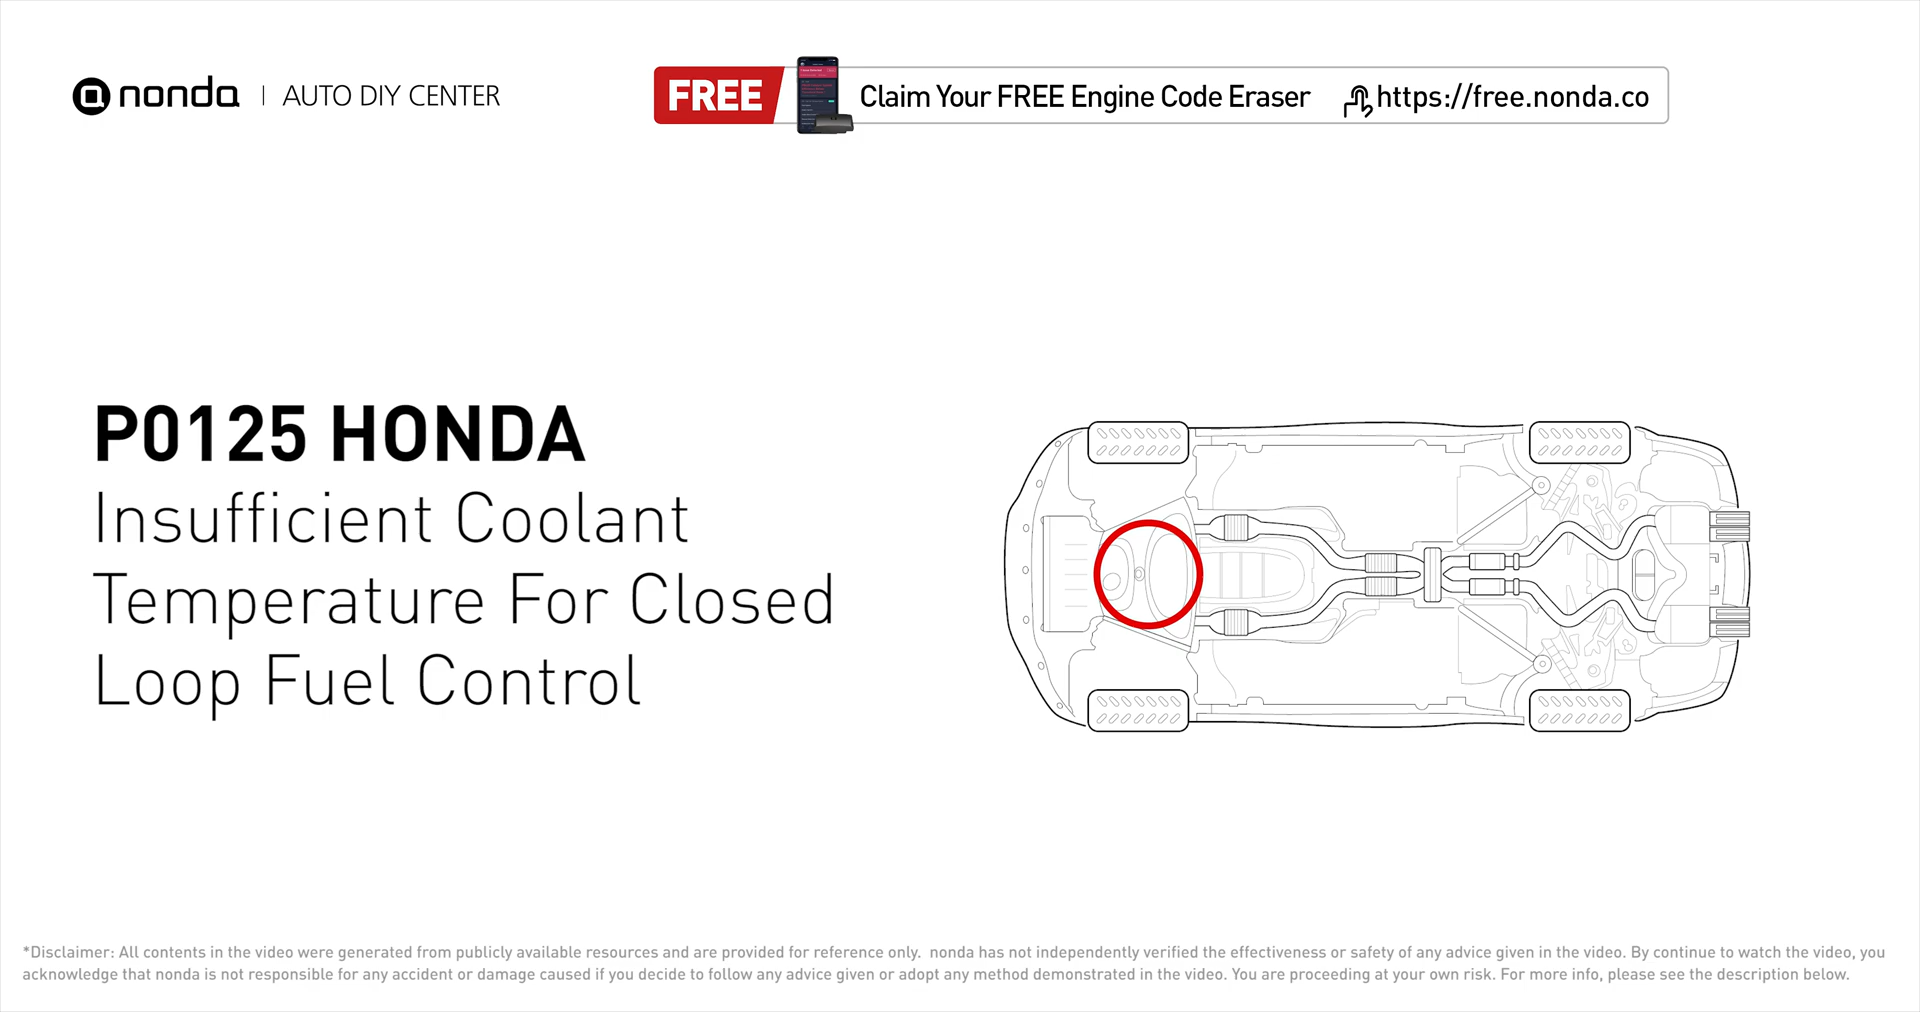 nonda | AUTO DIY CENTER
FREE Claim Your FREE Engine Code Eraser https://free.nonda.co
P0125 HONDA
Insufficient Coolant
Temperature For Closed
Loop Fuel Control
*Disclaimer: All contents in the video were generated from publicly available resources and are provided for reference only. nonda has not independently verified the effectiveness or safety of any advice given in the video. By continue to watch the video, you
acknowledge that nonda is not responsible for any accident or damage caused if you decide to follow any advice given or adopt any method demonstrated in the video. You are proceeding at your own risk. For more info, please see the description below.